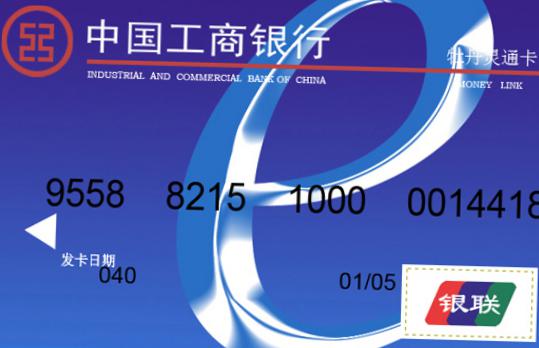 中国工商银行
INDUSTRIAL AND COMMERCIAL BANK OF CHINA
牡丹灵通卡
MONEY LINK
9558 8215 1000 0014418
发卡日期
040 01/05
银联